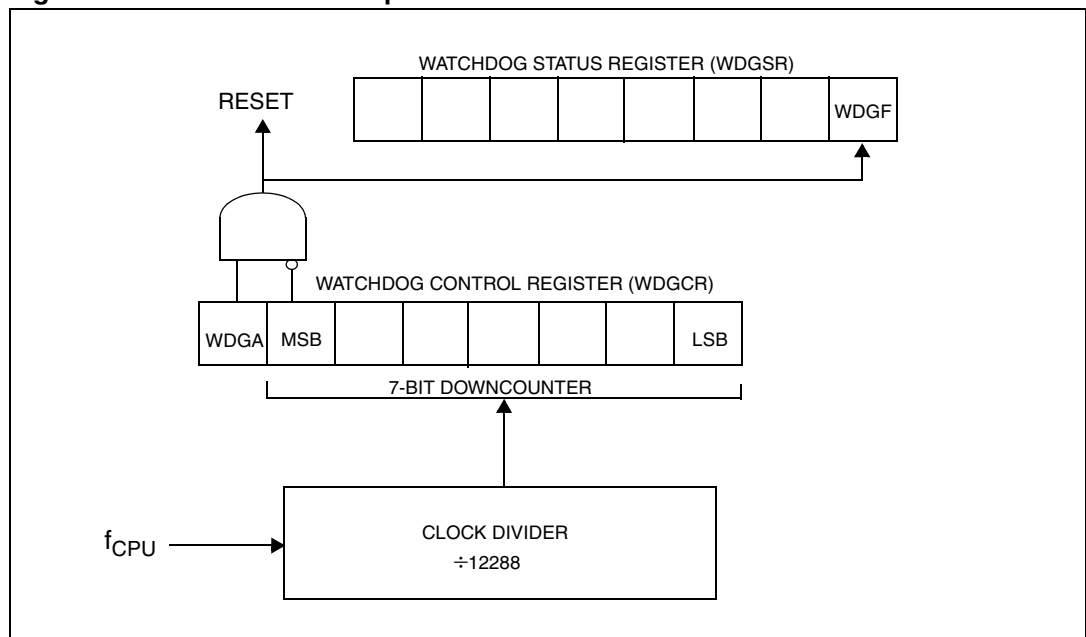 WATCHDOG STATUS REGISTER (WDGSR)
RESET
WDGF
WATCHDOG CONTROL REGISTER (WDGCR)
WDGA MSB LSB
7-BIT DOWNCOUNTER
fCPU
CLOCK DIVIDER
÷12288